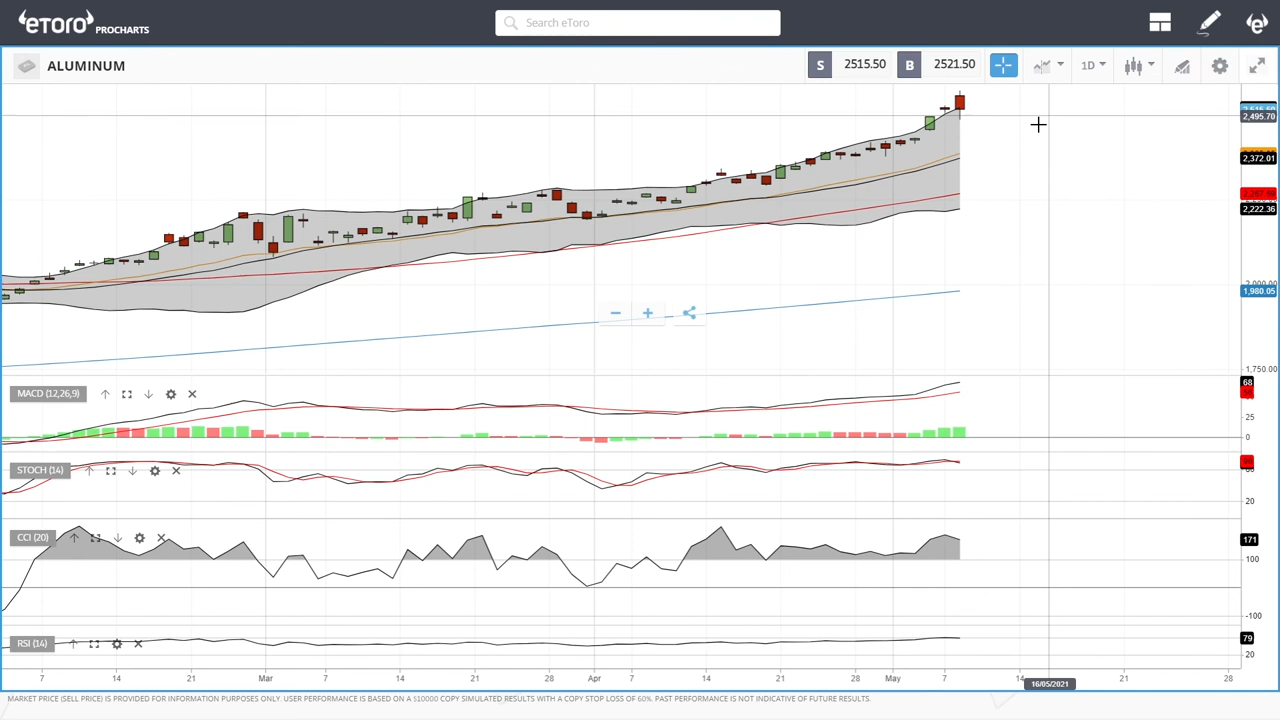 eToro PROCHARTS
Search eToro
ALUMINUM
S 2515.50 B 2521.50 1D
2,495.70
2,372.01
2,222.36
2,000.00
1,980.05
1,750.00
MACD (12,26,9)
68
25
0
STOCH (14)
20
CCI (20)
171
100
-100
RSI (14)
79
20
7 14 21 Mar 7 14 21 28 Apr 7 14 21 28 May 7 14 21 28
16/05/2021
MARKET PRICE (SELL PRICE) IS PROVIDED FOR INFORMATION PURPOSES ONLY. USER PERFORMANCE IS BASED ON A $10000 COPY SIMULATED RESULTS WITH A COPY STOP LOSS OF 60%. PAST PERFORMANCE IS NOT INDICATIVE OF FUTURE RESULTS.